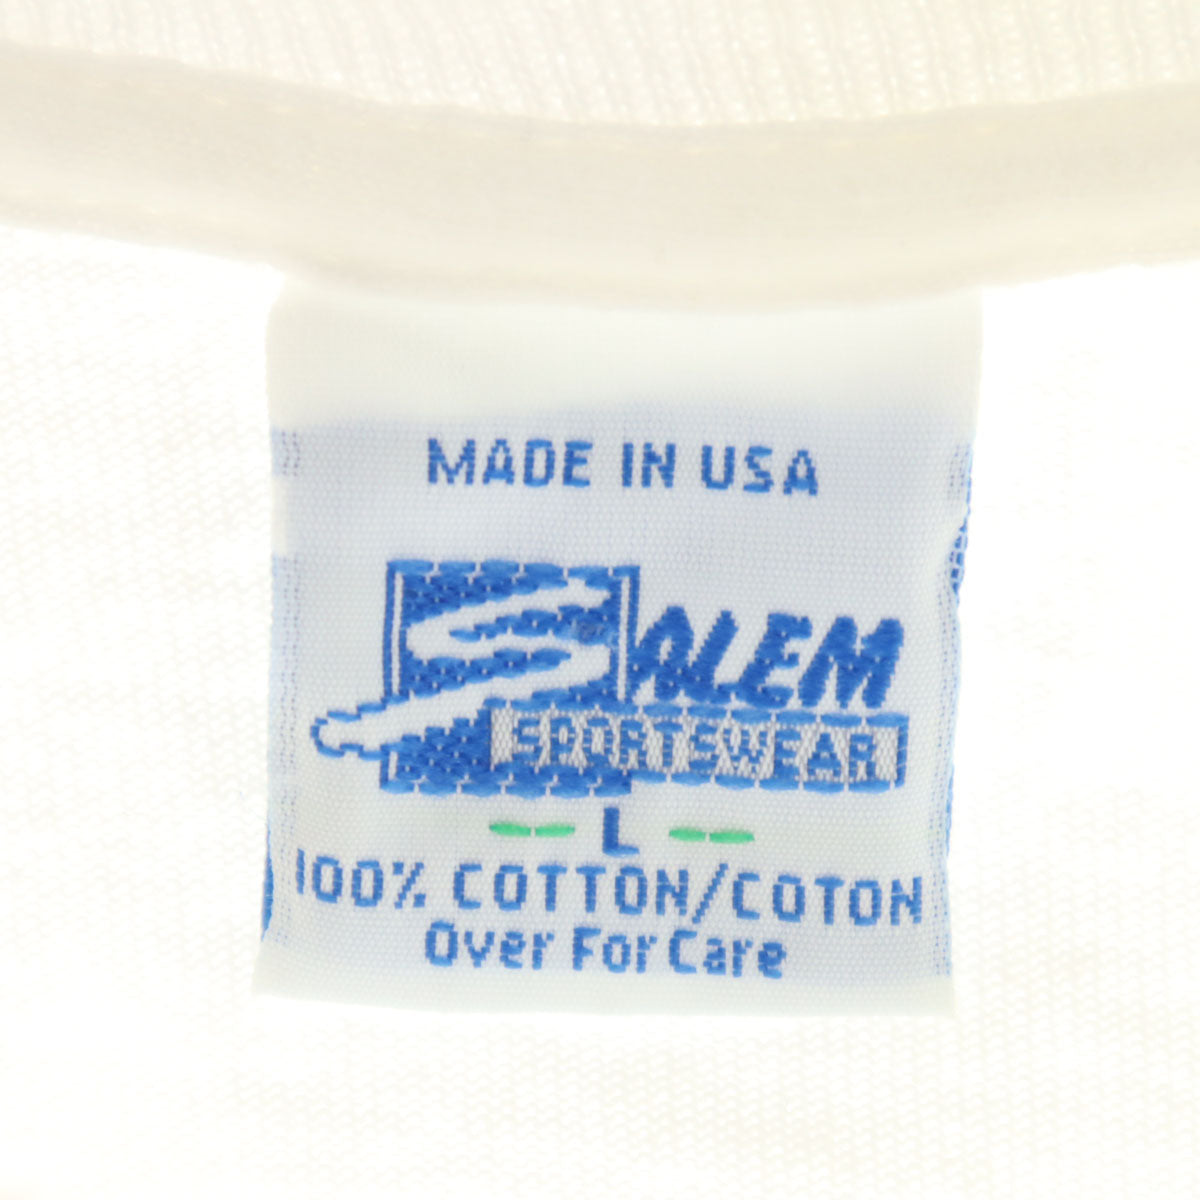 MADE IN USA
SALEM
SPORTSWEAR
L
100% COTTON/COTON
Over For Care